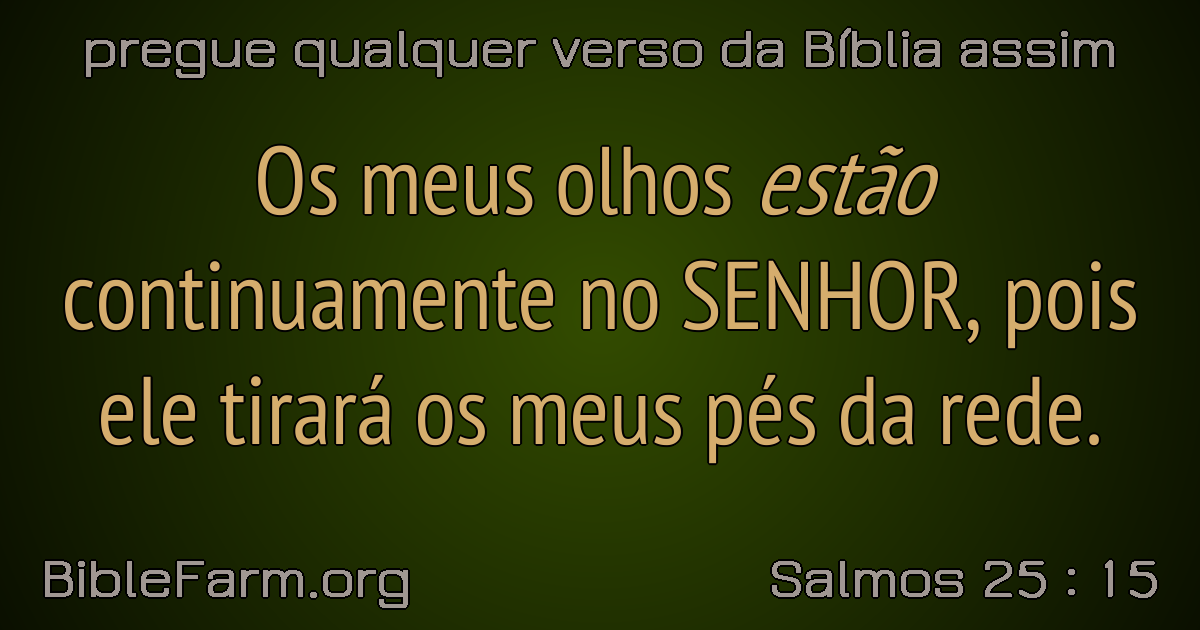 pregue qualquer verso da Bíblia assim
Os meus olhos estão
continuamente no SENHOR, pois
ele tirará os meus pés da rede.
BibleFarm.org
Salmos 25 : 15